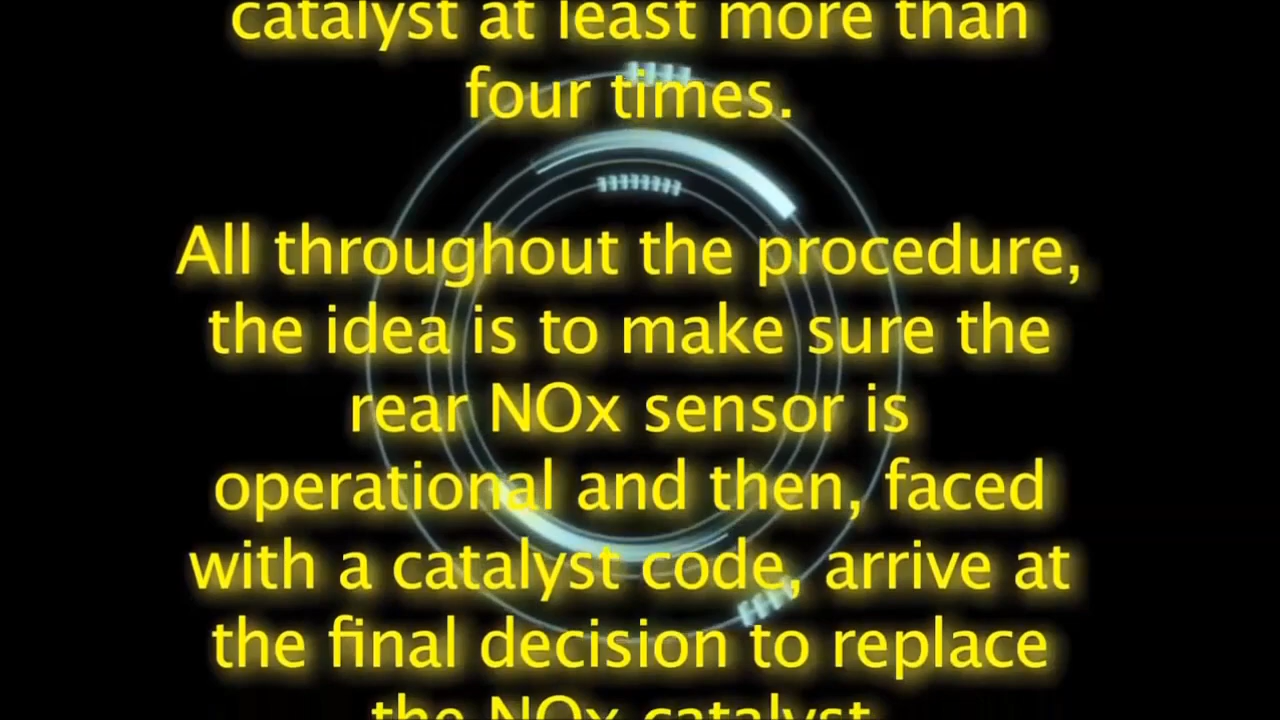 catalyst at least more than
four times.
All throughout the procedure,
the idea is to make sure the
rear NOx sensor is
operational and then, faced
with a catalyst code, arrive at
the final decision to replace
the NOx catalyst